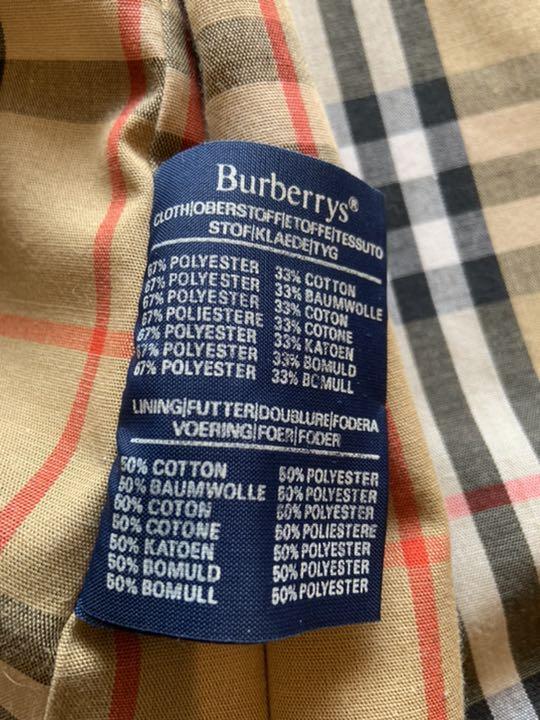 Burberrys®
CLOTH|OBERSTOFF|ETOFFE|TESSUTO
STOF|KLAEDE|TYG
67% POLYESTER 33% COTTON
67% POLYESTER 33% BAUMWOLLE
67% POLYESTER 33% COTON
67% POLIESTERE 33% COTONE
67% POLYESTER 33% KATOEN
67% POLYESTER 33% BOMULD
67% POLYESTER 33% BOMULL
LINING|FUTTER|DOUBLURE|FODERA
VOERING|FOER|FODER
50% COTTON 50% POLYESTER
50% BAUMWOLLE 50% POLYESTER
50% COTON 50% POLYESTER
50% COTONE 50% POLIESTERE
50% KATOEN 50% POLYESTER
50% BOMULD 50% POLYESTER
50% BOMULL 50% POLYESTER